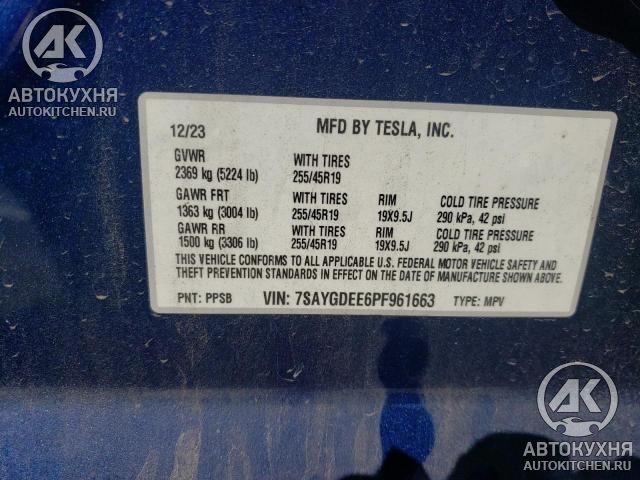 АК
АВТОКУХНЯ
AUTOKITCHEN.RU
12/23 MFD BY TESLA, INC.
GVWR WITH TIRES
2369 kg (5224 lb) 255/45R19
GAWR FRT WITH TIRES RIM COLD TIRE PRESSURE
1363 kg (3004 lb) 255/45R19 19X9.5J 290 kPa, 42 psi
GAWR RR WITH TIRES RIM COLD TIRE PRESSURE
1500 kg (3306 lb) 255/45R19 19X9.5J 290 kPa, 42 psi
THIS VEHICLE CONFORMS TO ALL APPLICABLE U.S. FEDERAL MOTOR VEHICLE SAFETY AND
THEFT PREVENTION STANDARDS IN EFFECT ON THE DATE OF MANUFACTURE SHOWN ABOVE.
PNT: PPSB VIN: 7SAYGDEE6PF961663 TYPE: MPV
АК
АВТОКУХНЯ
AUTOKITCHEN.RU